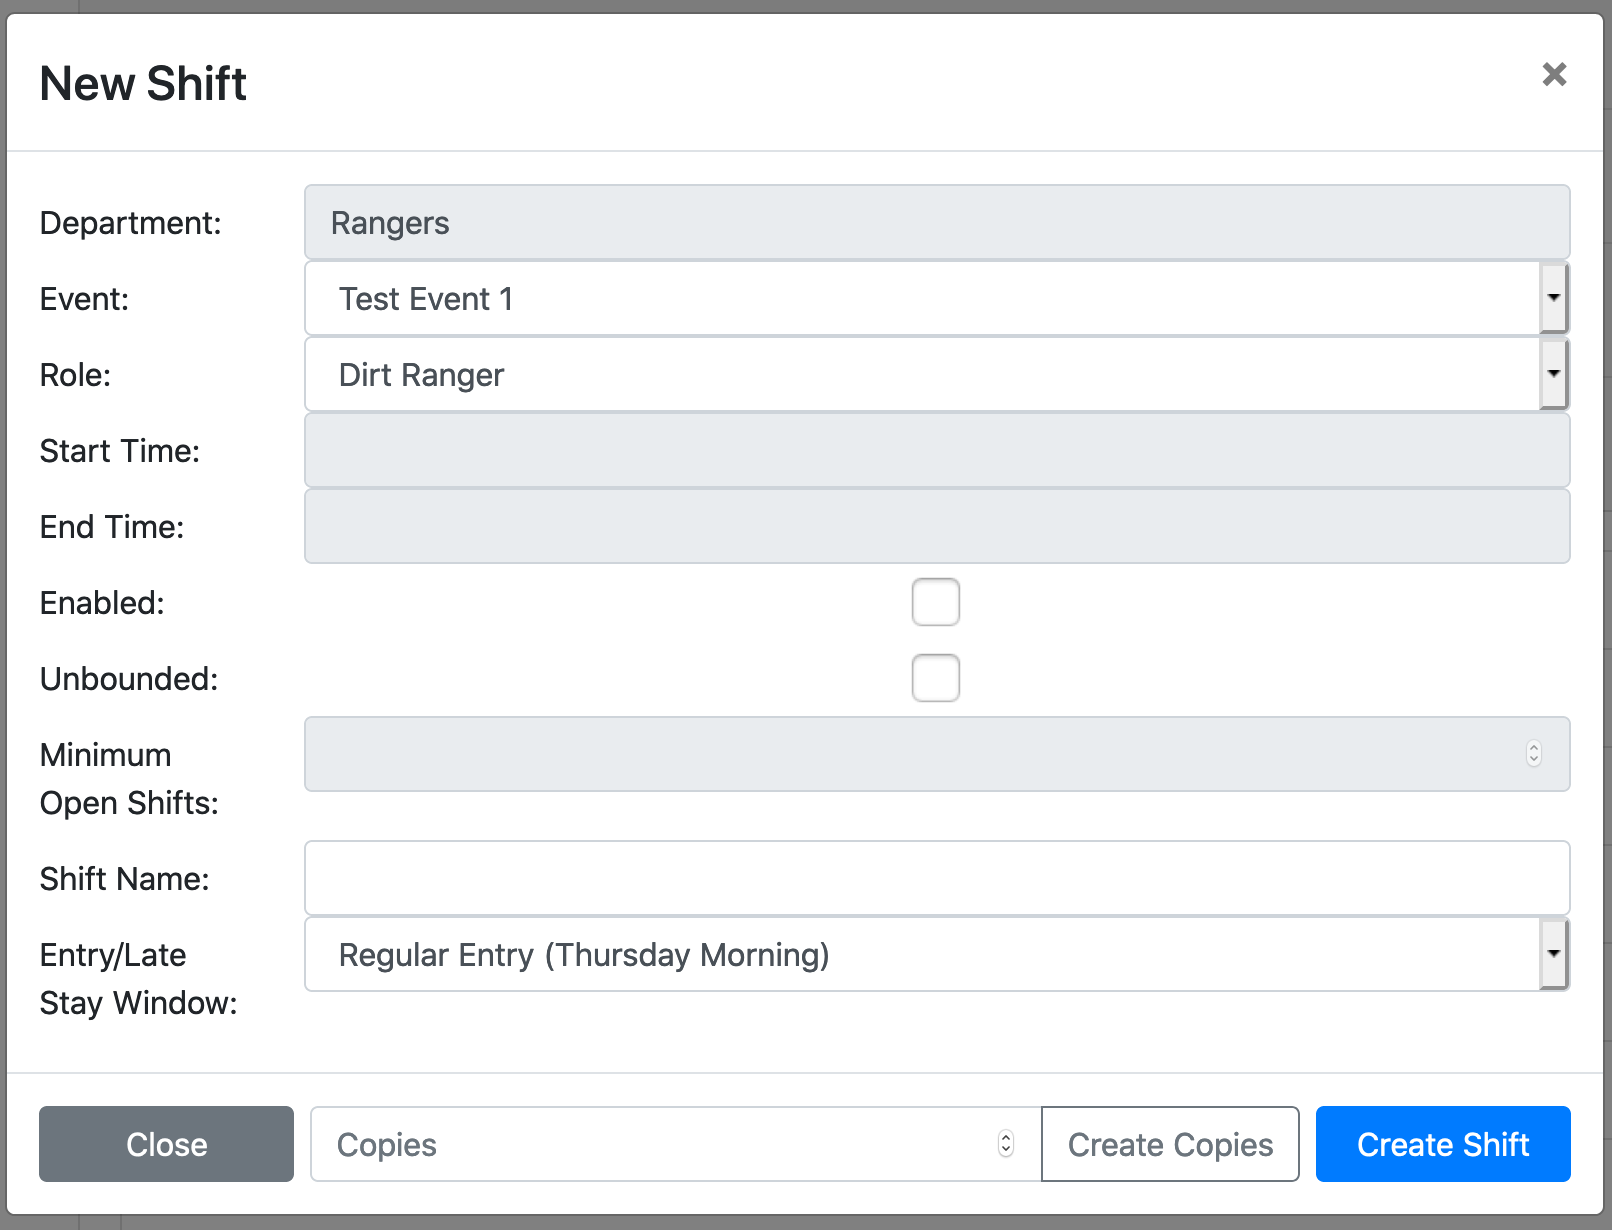 New Shift
×
Department:
Rangers
Event:
Test Event 1
Role:
Dirt Ranger
Start Time:
End Time:
Enabled:
Unbounded:
Minimum
Open Shifts:
Shift Name:
Entry/Late
Stay Window:
Regular Entry (Thursday Morning)
Close
Copies
Create Copies
Create Shift